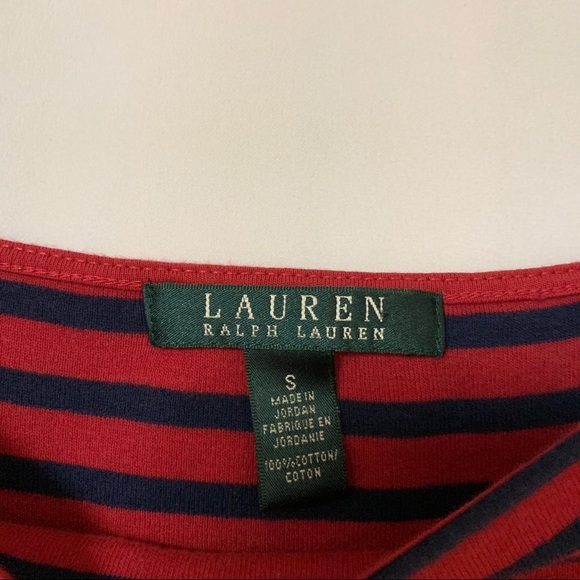 LAUREN
RALPH LAUREN
S
MADE IN
JORDAN
FABRIQUE EN
JORDANIE
100%COTTON/
COTON